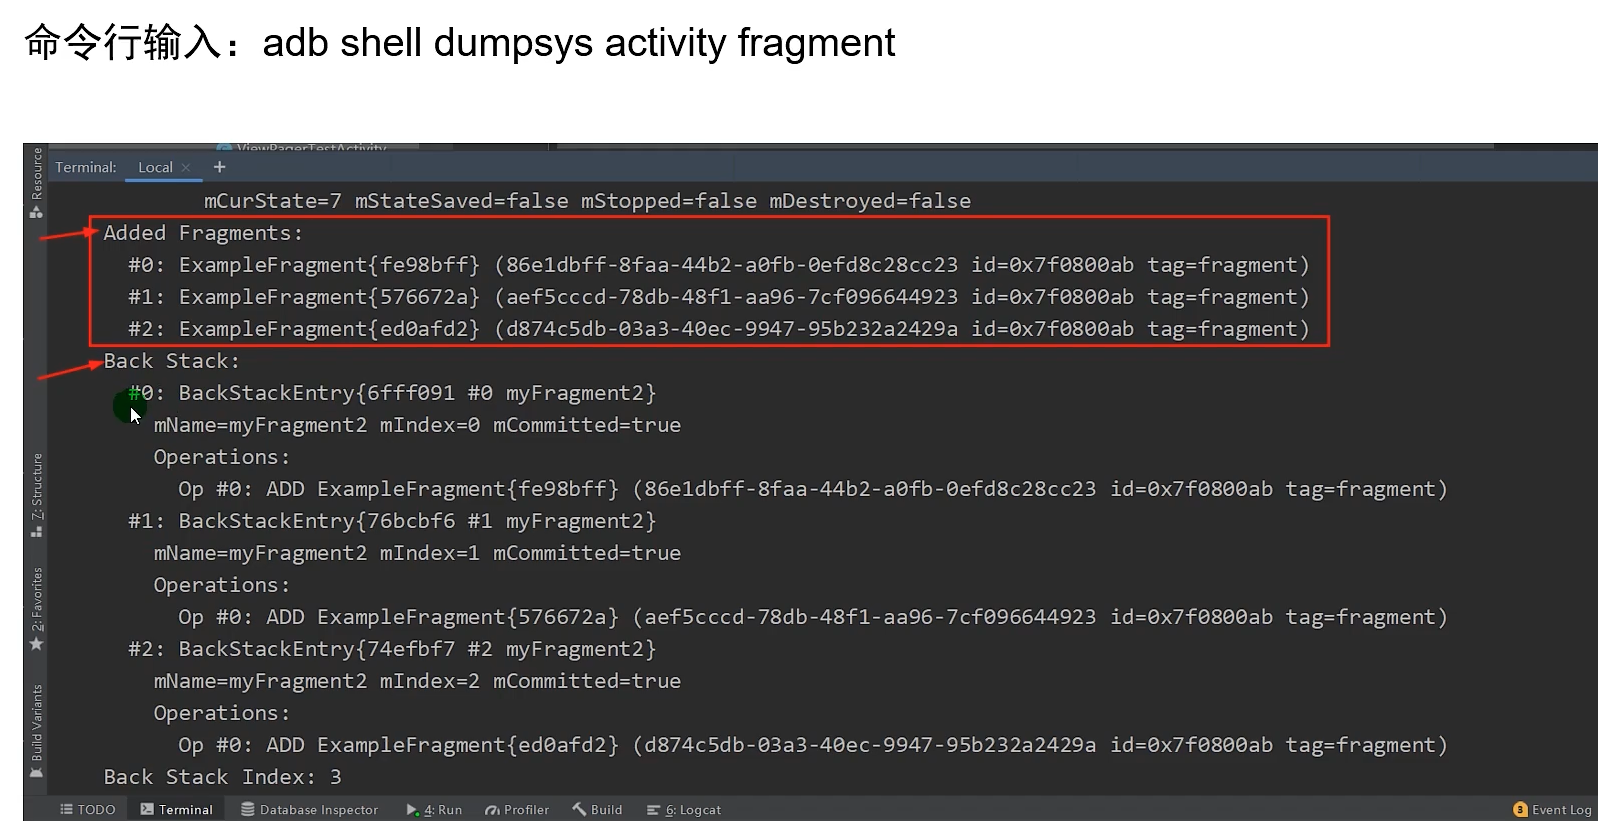 命令行输入：adb shell dumpsys activity fragment
ViewPagerTestActivity
Resource
Terminal: Local × +
mCurState=7 mStateSaved=false mStopped=false mDestroyed=false
Added Fragments:
#0: ExampleFragment{fe98bff} (86e1dbff-8faa-44b2-a0fb-0efd8c28cc23 id=0x7f0800ab tag=fragment)
#1: ExampleFragment{576672a} (aef5cccd-78db-48f1-aa96-7cf096644923 id=0x7f0800ab tag=fragment)
#2: ExampleFragment{ed0afd2} (d874c5db-03a3-40ec-9947-95b232a2429a id=0x7f0800ab tag=fragment)
Back Stack:
#0: BackStackEntry{6fff091 #0 myFragment2}
mName=myFragment2 mIndex=0 mCommitted=true
Operations:
Op #0: ADD ExampleFragment{fe98bff} (86e1dbff-8faa-44b2-a0fb-0efd8c28cc23 id=0x7f0800ab tag=fragment)
#1: BackStackEntry{76bcbf6 #1 myFragment2}
mName=myFragment2 mIndex=1 mCommitted=true
Operations:
Op #0: ADD ExampleFragment{576672a} (aef5cccd-78db-48f1-aa96-7cf096644923 id=0x7f0800ab tag=fragment)
#2: BackStackEntry{74efbf7 #2 myFragment2}
mName=myFragment2 mIndex=2 mCommitted=true
Operations:
Op #0: ADD ExampleFragment{ed0afd2} (d874c5db-03a3-40ec-9947-95b232a2429a id=0x7f0800ab tag=fragment)
Back Stack Index: 3
Z: Structure
2: Favorites
Build Variants
TODO Terminal Database Inspector 4: Run Profiler Build 6: Logcat 3 Event Log